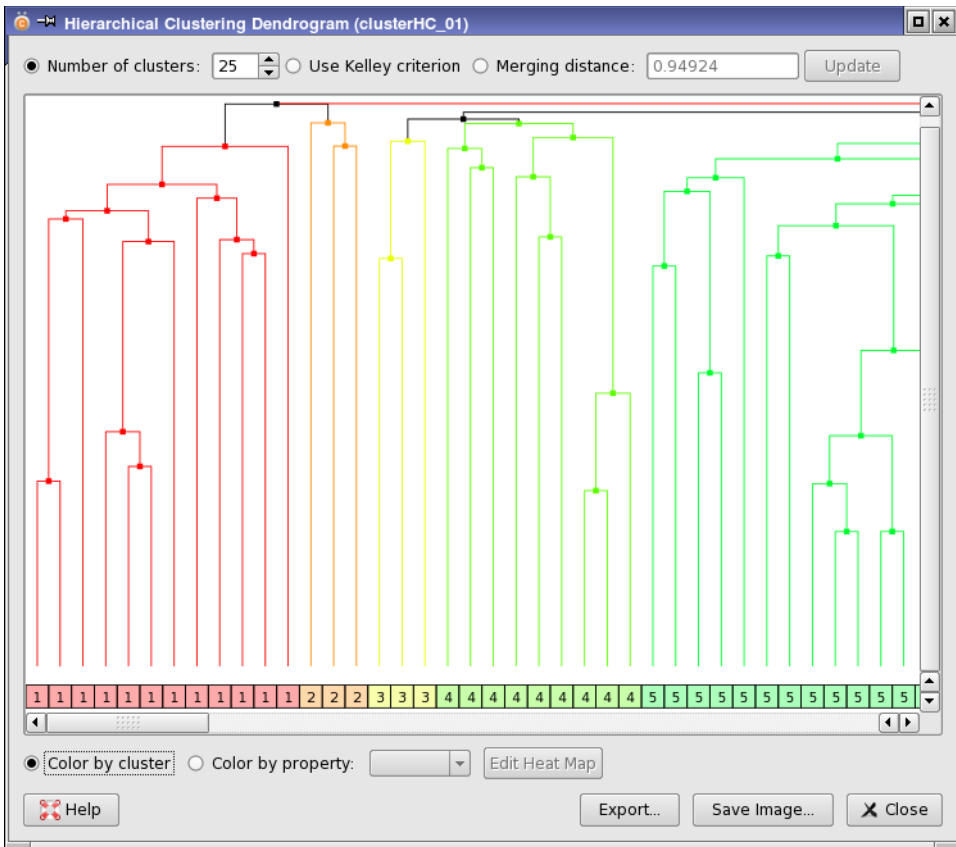 Hierarchical Clustering Dendrogram (clusterHC_01)
Number of clusters: 25 Use Kelley criterion Merging distance: 0.94924 Update
1 1 1 1 1 1 1 1 1 1 1 1 2 2 2 3 3 3 4 4 4 4 4 4 4 4 4 5 5 5 5 5 5 5 5 5 5 5 5
Color by cluster Color by property: Edit Heat Map
Help Export... Save Image... Close